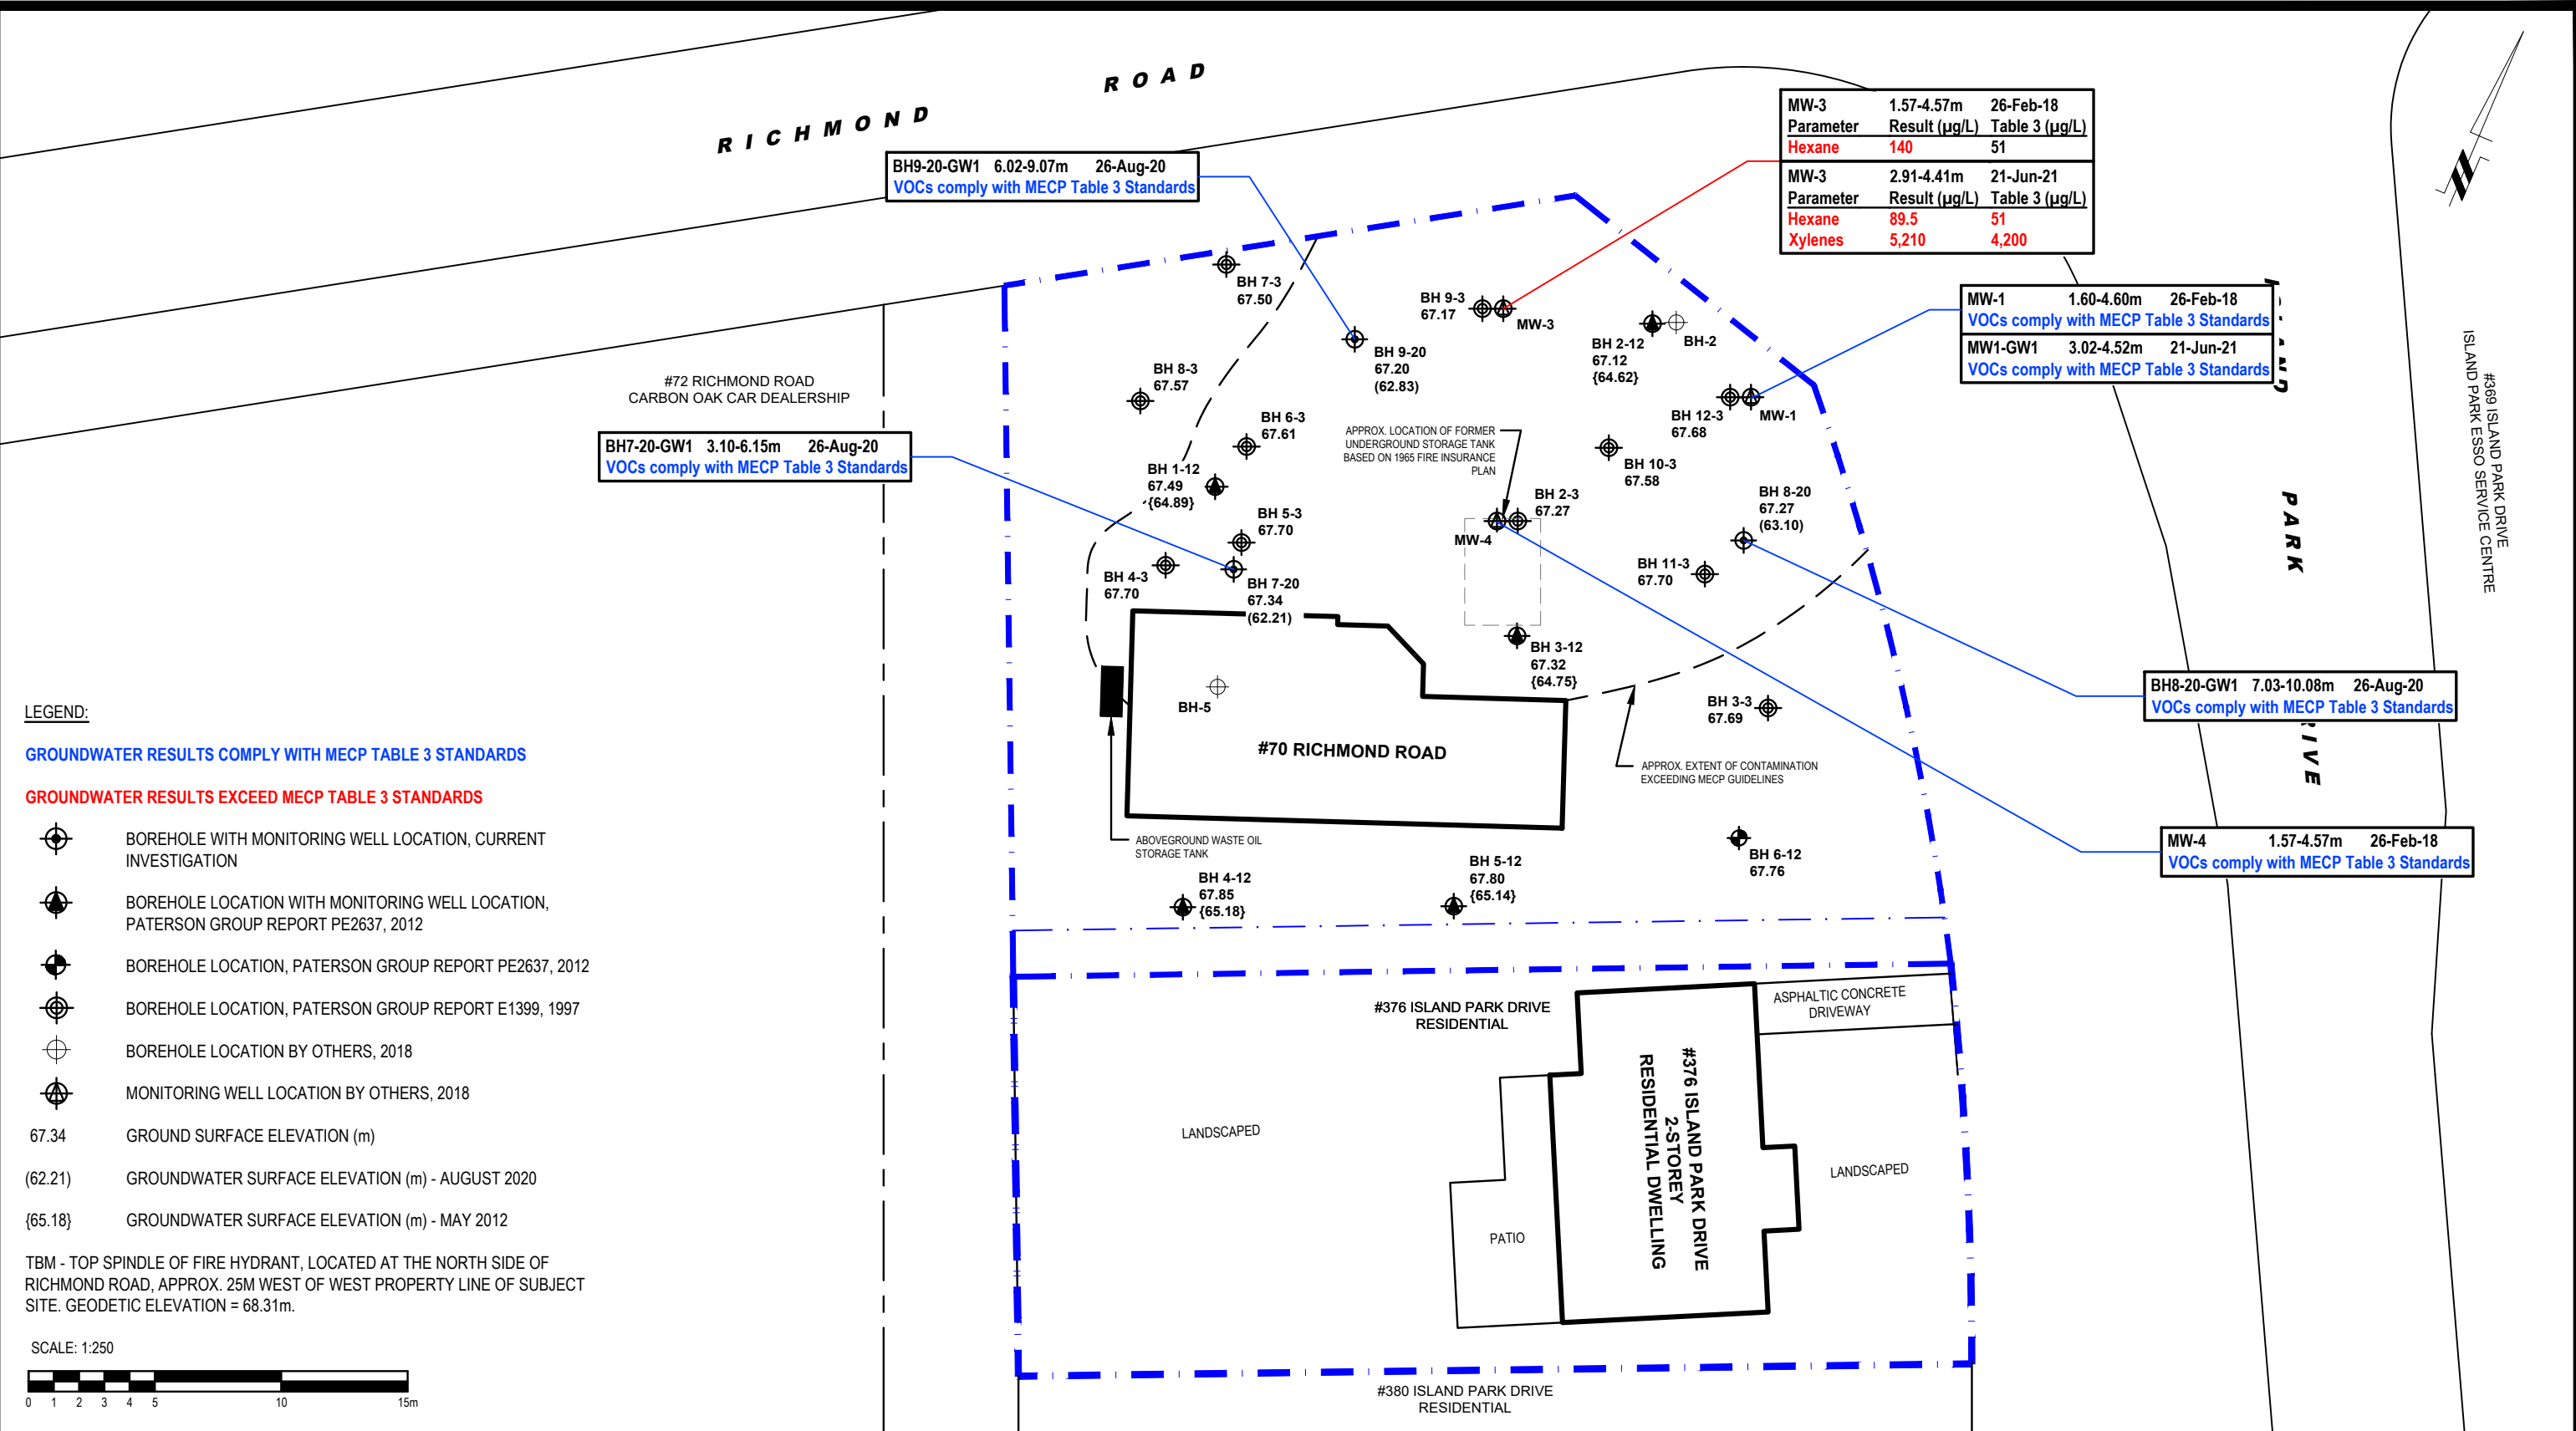 RICHMOND ROAD
BH9-20-GW1 6.02-9.07m 26-Aug-20
VOCs comply with MECP Table 3 Standards
MW-3 1.57-4.57m 26-Feb-18
Parameter Result (µg/L) Table 3 (µg/L)
Hexane 140 51
MW-3 2.91-4.41m 21-Jun-21
Parameter Result (µg/L) Table 3 (µg/L)
Hexane 89.5 51
Xylenes 5,210 4,200
MW-1 1.60-4.60m 26-Feb-18
VOCs comply with MECP Table 3 Standards
MW1-GW1 3.02-4.52m 21-Jun-21
VOCs comply with MECP Table 3 Standards
PARK
#369 ISLAND PARK DRIVE
ISLAND PARK ESSO SERVICE CENTRE
#72 RICHMOND ROAD
CARBON OAK CAR DEALERSHIP
BH7-20-GW1 3.10-6.15m 26-Aug-20
VOCs comply with MECP Table 3 Standards
BH 7-3
67.50
BH 9-3
67.17
MW-3
BH 9-20
67.20
(62.83)
BH 2-12
67.12
{64.62}
BH-2
BH 8-3
67.57
BH 6-3
67.61
BH 12-3
67.68
MW-1
APPROX. LOCATION OF FORMER
UNDERGROUND STORAGE TANK
BASED ON 1965 FIRE INSURANCE
PLAN
BH 1-12
67.49
{64.89}
BH 10-3
67.58
BH 2-3
67.27
MW-4
BH 8-20
67.27
(63.10)
BH 5-3
67.70
BH 4-3
67.70
BH 7-20
67.34
(62.21)
BH 11-3
67.70
BH 3-12
67.32
{64.75}
BH-5
#70 RICHMOND ROAD
BH 3-3
67.69
APPROX. EXTENT OF CONTAMINATION
EXCEEDING MECP GUIDELINES
BH8-20-GW1 7.03-10.08m 26-Aug-20
VOCs comply with MECP Table 3 Standards
MW-4 1.57-4.57m 26-Feb-18
VOCs comply with MECP Table 3 Standards
ABOVEGROUND WASTE OIL
STORAGE TANK
BH 4-12
67.85
{65.18}
BH 5-12
67.80
{65.14}
BH 6-12
67.76
#376 ISLAND PARK DRIVE
RESIDENTIAL
ASPHALTIC CONCRETE
DRIVEWAY
#376 ISLAND PARK DRIVE
2-STOREY
RESIDENTIAL DWELLING
LANDSCAPED
LANDSCAPED
PATIO
#380 ISLAND PARK DRIVE
RESIDENTIAL
LEGEND:
GROUNDWATER RESULTS COMPLY WITH MECP TABLE 3 STANDARDS
GROUNDWATER RESULTS EXCEED MECP TABLE 3 STANDARDS
BOREHOLE WITH MONITORING WELL LOCATION, CURRENT
INVESTIGATION
BOREHOLE LOCATION WITH MONITORING WELL LOCATION,
PATERSON GROUP REPORT PE2637, 2012
BOREHOLE LOCATION, PATERSON GROUP REPORT PE2637, 2012
BOREHOLE LOCATION, PATERSON GROUP REPORT E1399, 1997
BOREHOLE LOCATION BY OTHERS, 2018
MONITORING WELL LOCATION BY OTHERS, 2018
67.34 GROUND SURFACE ELEVATION (m)
(62.21) GROUNDWATER SURFACE ELEVATION (m) - AUGUST 2020
{65.18} GROUNDWATER SURFACE ELEVATION (m) - MAY 2012
TBM - TOP SPINDLE OF FIRE HYDRANT, LOCATED AT THE NORTH SIDE OF
RICHMOND ROAD, APPROX. 25M WEST OF WEST PROPERTY LINE OF SUBJECT
SITE. GEODETIC ELEVATION = 68.31m.
SCALE: 1:250
0 1 2 3 4 5 10 15m